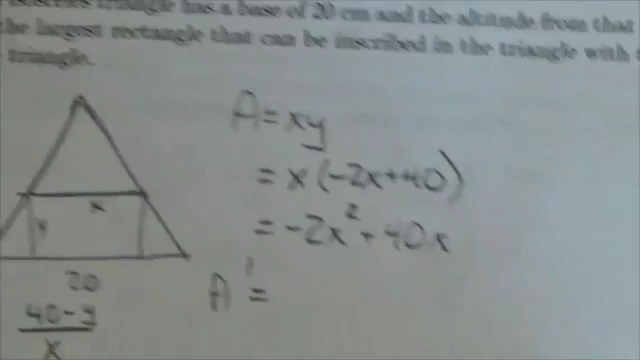 triangle has a base of 20 cm and the altitude from that
the largest rectangle that can be inscribed in the triangle with
triangle.
A = xy
= x(-2x+40)
= -2x² + 40x
A' =
x
y
20
40-y
x